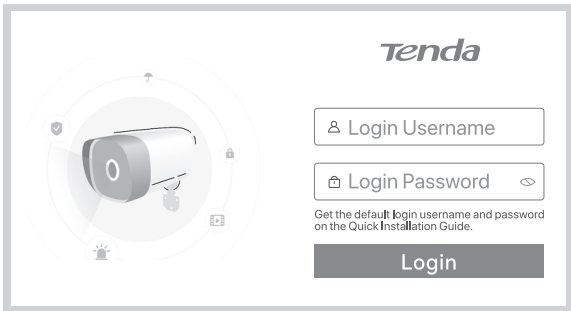 Tenda
Login Username
Login Password
Get the default login username and password
on the Quick Installation Guide.
Login